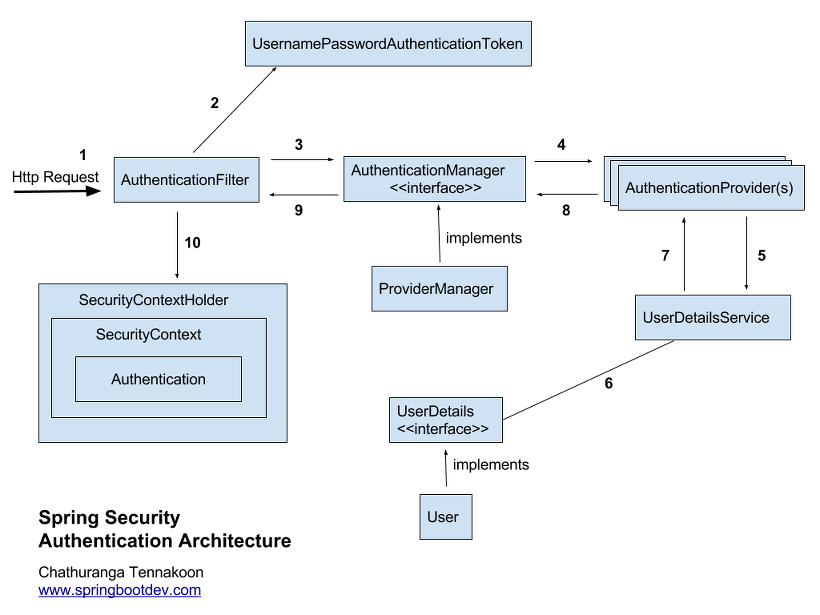 UsernamePasswordAuthenticationToken
2
1
Http Request
AuthenticationFilter
3
9
AuthenticationManager
<<interface>>
4
8
AuthenticationProvider(s)
implements
ProviderManager
7
5
UserDetailsService
10
SecurityContextHolder
SecurityContext
Authentication
6
UserDetails
<<interface>>
implements
User
Spring Security
Authentication Architecture
Chathuranga Tennakoon
www.springbootdev.com